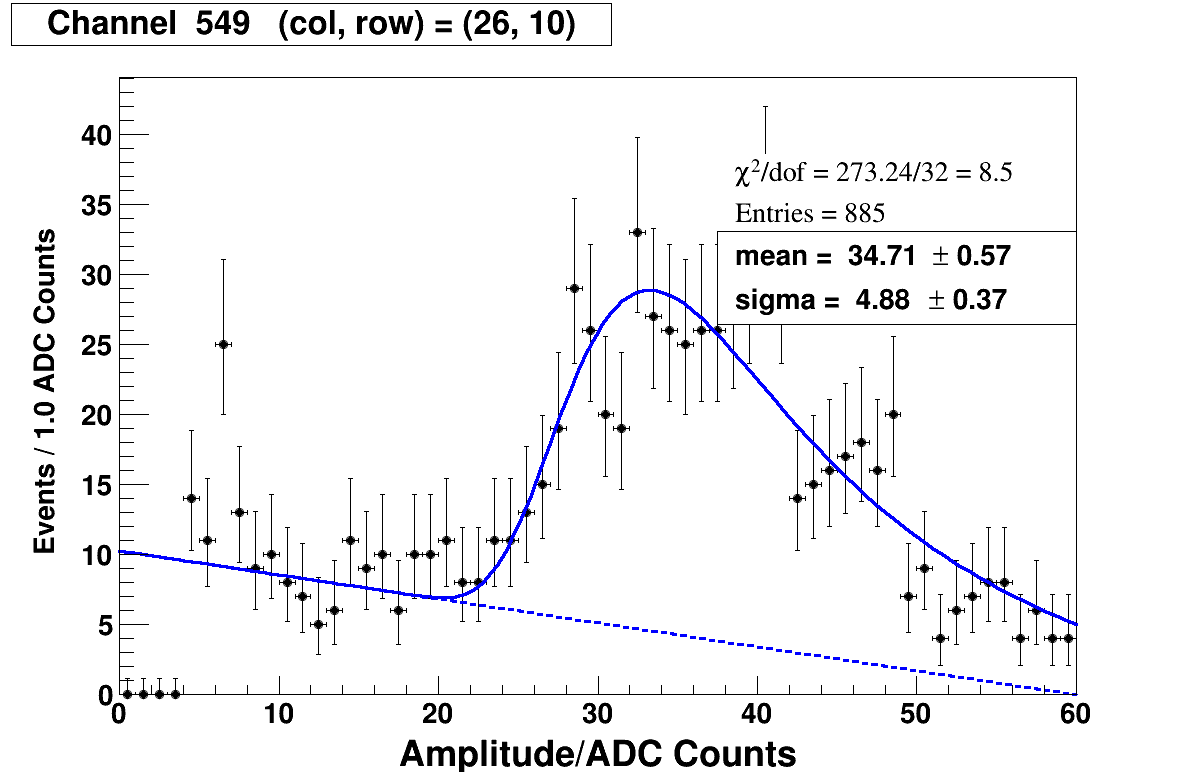 Channel 549 (col, row) = (26, 10)
χ²/dof = 273.24/32 = 8.5
Entries = 885
mean = 34.71 ± 0.57
sigma = 4.88 ± 0.37
Events / 1.0 ADC Counts
40
35
30
25
20
15
10
5
0
0 10 20 30 40 50 60
Amplitude/ADC Counts